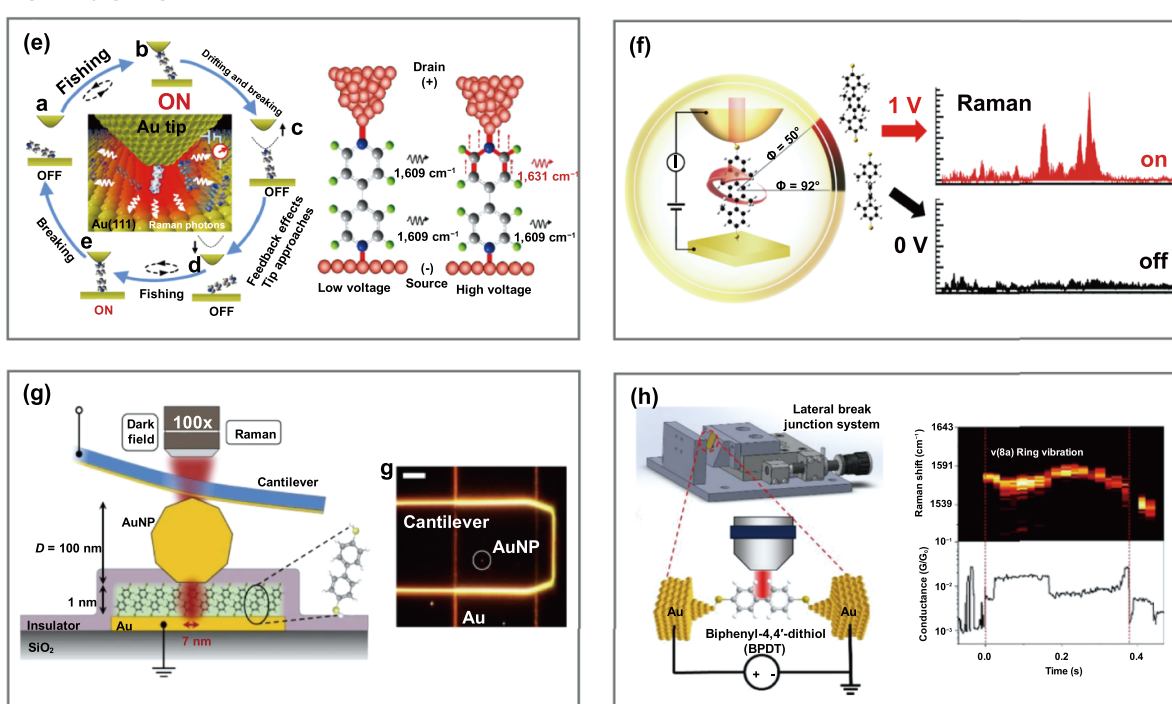 (e)
Fishing
b
ON
Drifting and breaking
a
Au tip
c
OFF
OFF
Au(111)
Raman photons
Breaking
e
d
Fishing
ON
OFF
Feedback effects
Tip approaches
Drain
(+)
1,609 cm⁻¹
1,631 cm⁻¹
1,609 cm⁻¹
1,609 cm⁻¹
(-)
Source
Low voltage
High voltage
(f)
I
Φ = 50°
Φ = 92°
1 V
0 V
Raman
on
off
(g)
Dark
field
100x
Raman
Cantilever
AuNP
D = 100 nm
1 nm
Insulator
Au
7 nm
SiO₂
g
Cantilever
AuNP
Au
(h)
Lateral break
junction system
Au
Au
Biphenyl-4,4′-dithiol
(BPDT)
+ -
Raman shift (cm⁻¹)
1643
1591
1539
v(8a) Ring vibration
Conductance (G/G₀)
10⁻¹
10⁻²
10⁻³
0.0
0.2
0.4
Time (s)